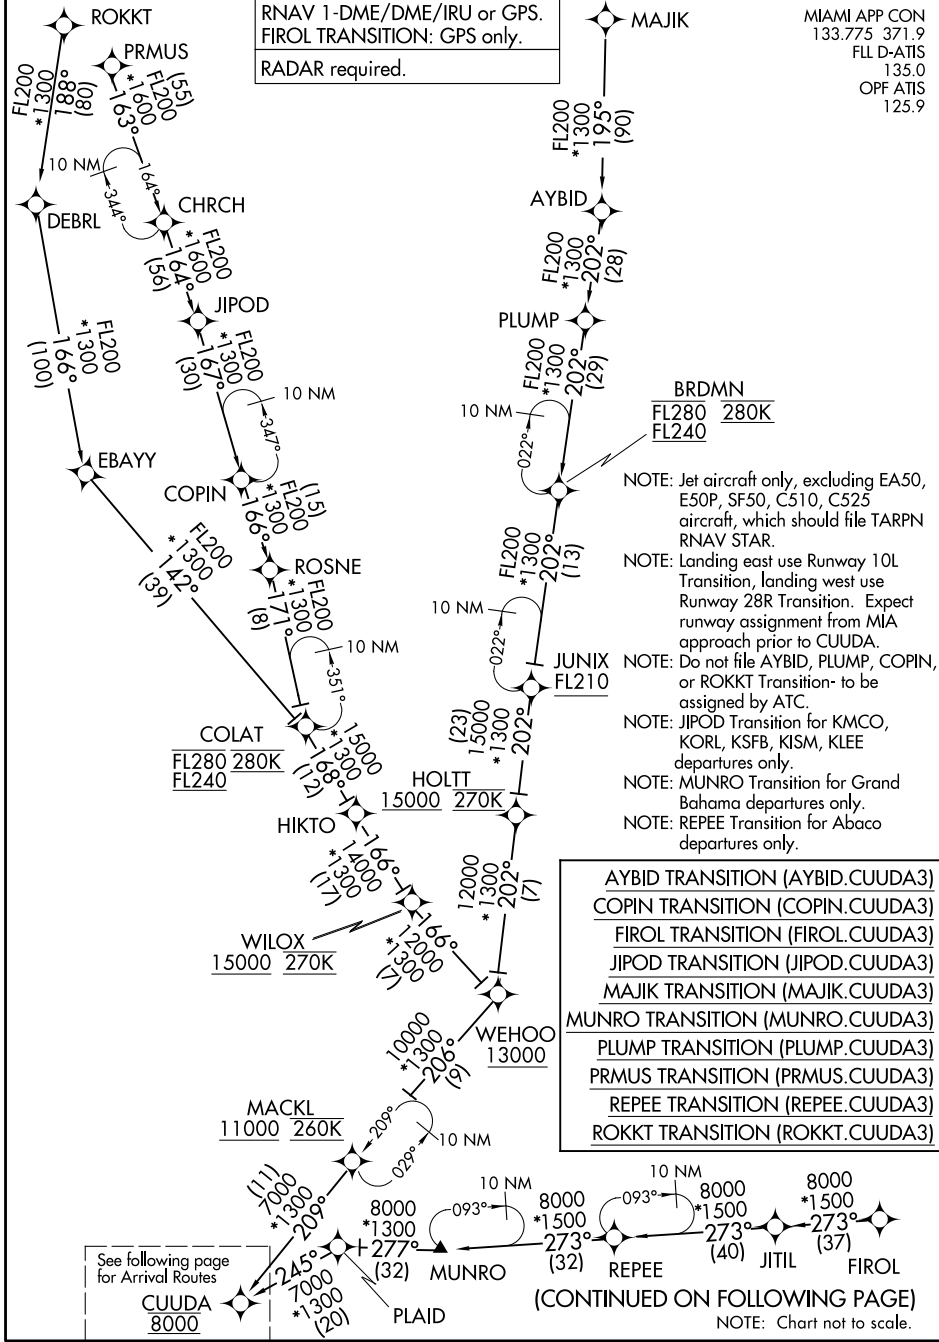 RNAV 1-DME/DME/IRU or GPS.
FIROL TRANSITION: GPS only.
RADAR required.
MIAMI APP CON
133.775 371.9
FLL D-ATIS
135.0
OPF ATIS
125.9
ROKKT
FL200
*1300
188°
(80)
PRMUS
(55)
FL200
*1600
163°
10 NM
164°
344°
DEBRL
CHRCH
FL200
*1600
164°
(56)
JIPOD
FL200
*1300
167°
(30)
10 NM
347°
FL200
*1300
166°
(100)
EBAYY
COPIN
(15)
FL200
*1300
166°
ROSNE
FL200
*1300
171°
(8)
10 NM
351°
FL200
*1300
142°
(39)
COLAT
FL280 280K
FL240
15000
*1300
168°
(12)
HIKTO
166°
14000
*1300
(17)
WILOX
15000 270K
166°
12000
*1300
(7)
MAJIK
FL200
*1300
195°
(90)
AYBID
FL200
*1300
202°
(28)
PLUMP
FL200
*1300
202°
(29)
10 NM
022°
BRDMN
FL280 280K
FL240
FL200
*1300
202°
(13)
10 NM
022°
JUNIX
FL210
(23)
15000
*1300
202°
HOLTT
15000 270K
12000
*1300
202°
(7)
WEHOO
13000
10000
*1300
206°
(9)
MACKL
11000 260K
209°
029°
10 NM
(11)
7000
*1300
209°
NOTE: Jet aircraft only, excluding EA50,
E50P, SF50, C510, C525
aircraft, which should file TARPN
RNAV STAR.
NOTE: Landing east use Runway 10L
Transition, landing west use
Runway 28R Transition. Expect
runway assignment from MIA
approach prior to CUUDA.
NOTE: Do not file AYBID, PLUMP, COPIN,
or ROKKT Transition- to be
assigned by ATC.
NOTE: JIPOD Transition for KMCO,
KORL, KSFB, KISM, KLEE
departures only.
NOTE: MUNRO Transition for Grand
Bahama departures only.
NOTE: REPEE Transition for Abaco
departures only.
AYBID TRANSITION (AYBID.CUUDA3)
COPIN TRANSITION (COPIN.CUUDA3)
FIROL TRANSITION (FIROL.CUUDA3)
JIPOD TRANSITION (JIPOD.CUUDA3)
MAJIK TRANSITION (MAJIK.CUUDA3)
MUNRO TRANSITION (MUNRO.CUUDA3)
PLUMP TRANSITION (PLUMP.CUUDA3)
PRMUS TRANSITION (PRMUS.CUUDA3)
REPEE TRANSITION (REPEE.CUUDA3)
ROKKT TRANSITION (ROKKT.CUUDA3)
See following page
for Arrival Routes
CUUDA
8000
245°
7000
*1300
(20)
PLAID
8000
*1300
277°
(32)
MUNRO
093°
10 NM
8000
*1500
273°
(32)
REPEE
093°
10 NM
8000
*1500
273°
(40)
JITIL
8000
*1500
273°
(37)
FIROL
(CONTINUED ON FOLLOWING PAGE)
NOTE: Chart not to scale.